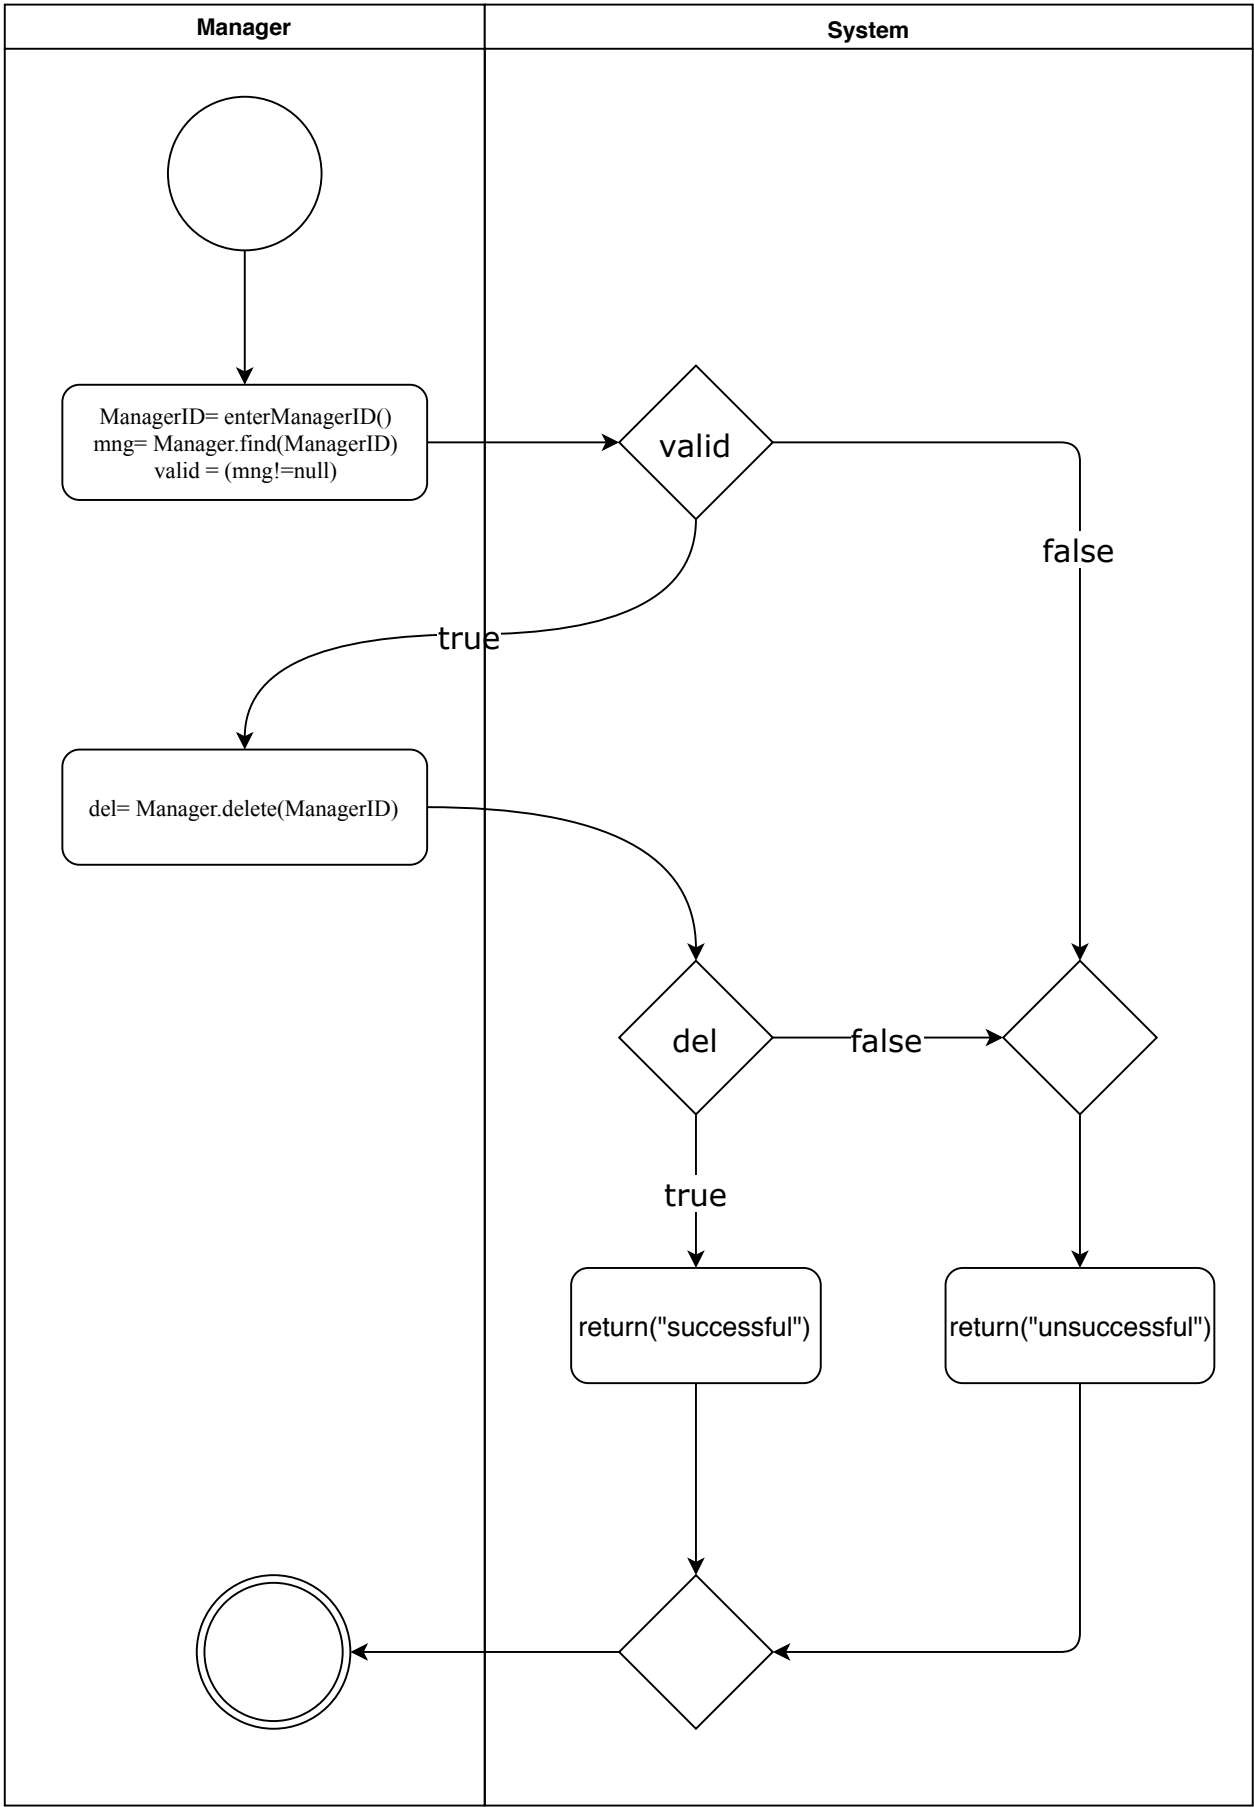 Manager
System
ManagerID= enterManagerID()
mng= Manager.find(ManagerID)
valid = (mng!=null)
valid
false
true
del= Manager.delete(ManagerID)
del
false
true
return("successful")
return("unsuccessful")